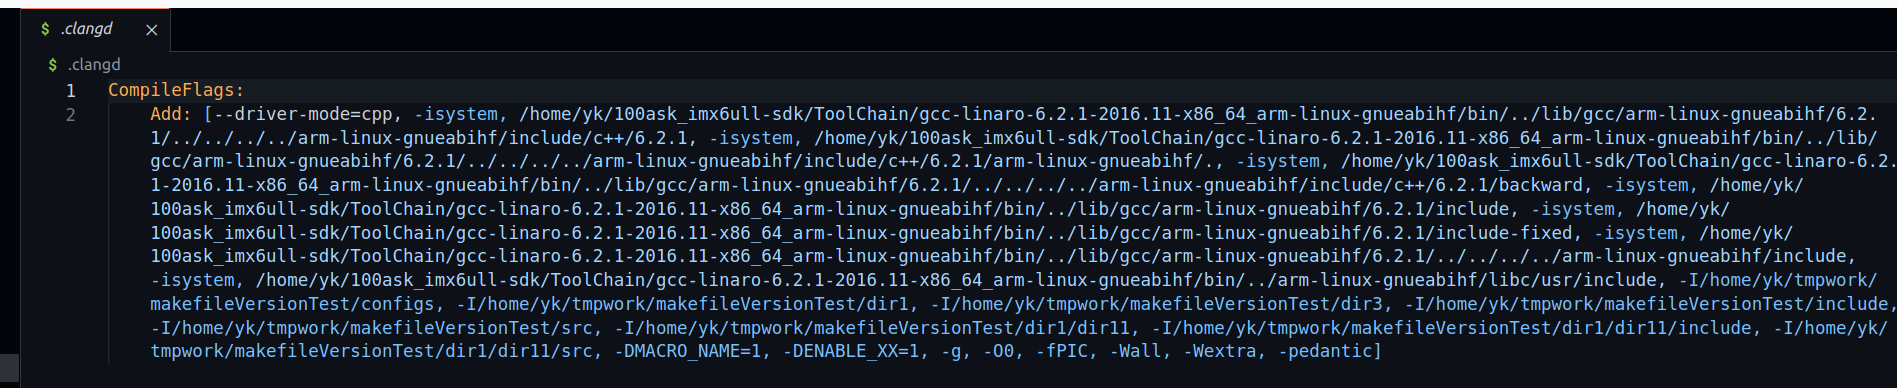 $ .clangd ×
$ .clangd
1 CompileFlags:
2 Add: [--driver-mode=cpp, -isystem, /home/yk/100ask_imx6ull-sdk/ToolChain/gcc-linaro-6.2.1-2016.11-x86_64_arm-linux-gnueabihf/bin/../lib/gcc/arm-linux-gnueabihf/6.2.
1/../../../../arm-linux-gnueabihf/include/c++/6.2.1, -isystem, /home/yk/100ask_imx6ull-sdk/ToolChain/gcc-linaro-6.2.1-2016.11-x86_64_arm-linux-gnueabihf/bin/../lib/
gcc/arm-linux-gnueabihf/6.2.1/../../../../arm-linux-gnueabihf/include/c++/6.2.1/arm-linux-gnueabihf/., -isystem, /home/yk/100ask_imx6ull-sdk/ToolChain/gcc-linaro-6.2.
1-2016.11-x86_64_arm-linux-gnueabihf/bin/../lib/gcc/arm-linux-gnueabihf/6.2.1/../../../../arm-linux-gnueabihf/include/c++/6.2.1/backward, -isystem, /home/yk/
100ask_imx6ull-sdk/ToolChain/gcc-linaro-6.2.1-2016.11-x86_64_arm-linux-gnueabihf/bin/../lib/gcc/arm-linux-gnueabihf/6.2.1/include, -isystem, /home/yk/
100ask_imx6ull-sdk/ToolChain/gcc-linaro-6.2.1-2016.11-x86_64_arm-linux-gnueabihf/bin/../lib/gcc/arm-linux-gnueabihf/6.2.1/include-fixed, -isystem, /home/yk/
100ask_imx6ull-sdk/ToolChain/gcc-linaro-6.2.1-2016.11-x86_64_arm-linux-gnueabihf/bin/../lib/gcc/arm-linux-gnueabihf/6.2.1/../../../../arm-linux-gnueabihf/include,
-isystem, /home/yk/100ask_imx6ull-sdk/ToolChain/gcc-linaro-6.2.1-2016.11-x86_64_arm-linux-gnueabihf/bin/../arm-linux-gnueabihf/libc/usr/include, -I/home/yk/tmpwork/
makefileVersionTest/configs, -I/home/yk/tmpwork/makefileVersionTest/dir1, -I/home/yk/tmpwork/makefileVersionTest/dir3, -I/home/yk/tmpwork/makefileVersionTest/include,
-I/home/yk/tmpwork/makefileVersionTest/src, -I/home/yk/tmpwork/makefileVersionTest/dir1/dir11, -I/home/yk/tmpwork/makefileVersionTest/dir1/dir11/include, -I/home/yk/
tmpwork/makefileVersionTest/dir1/dir11/src, -DMACRO_NAME=1, -DENABLE_XX=1, -g, -O0, -fPIC, -Wall, -Wextra, -pedantic]